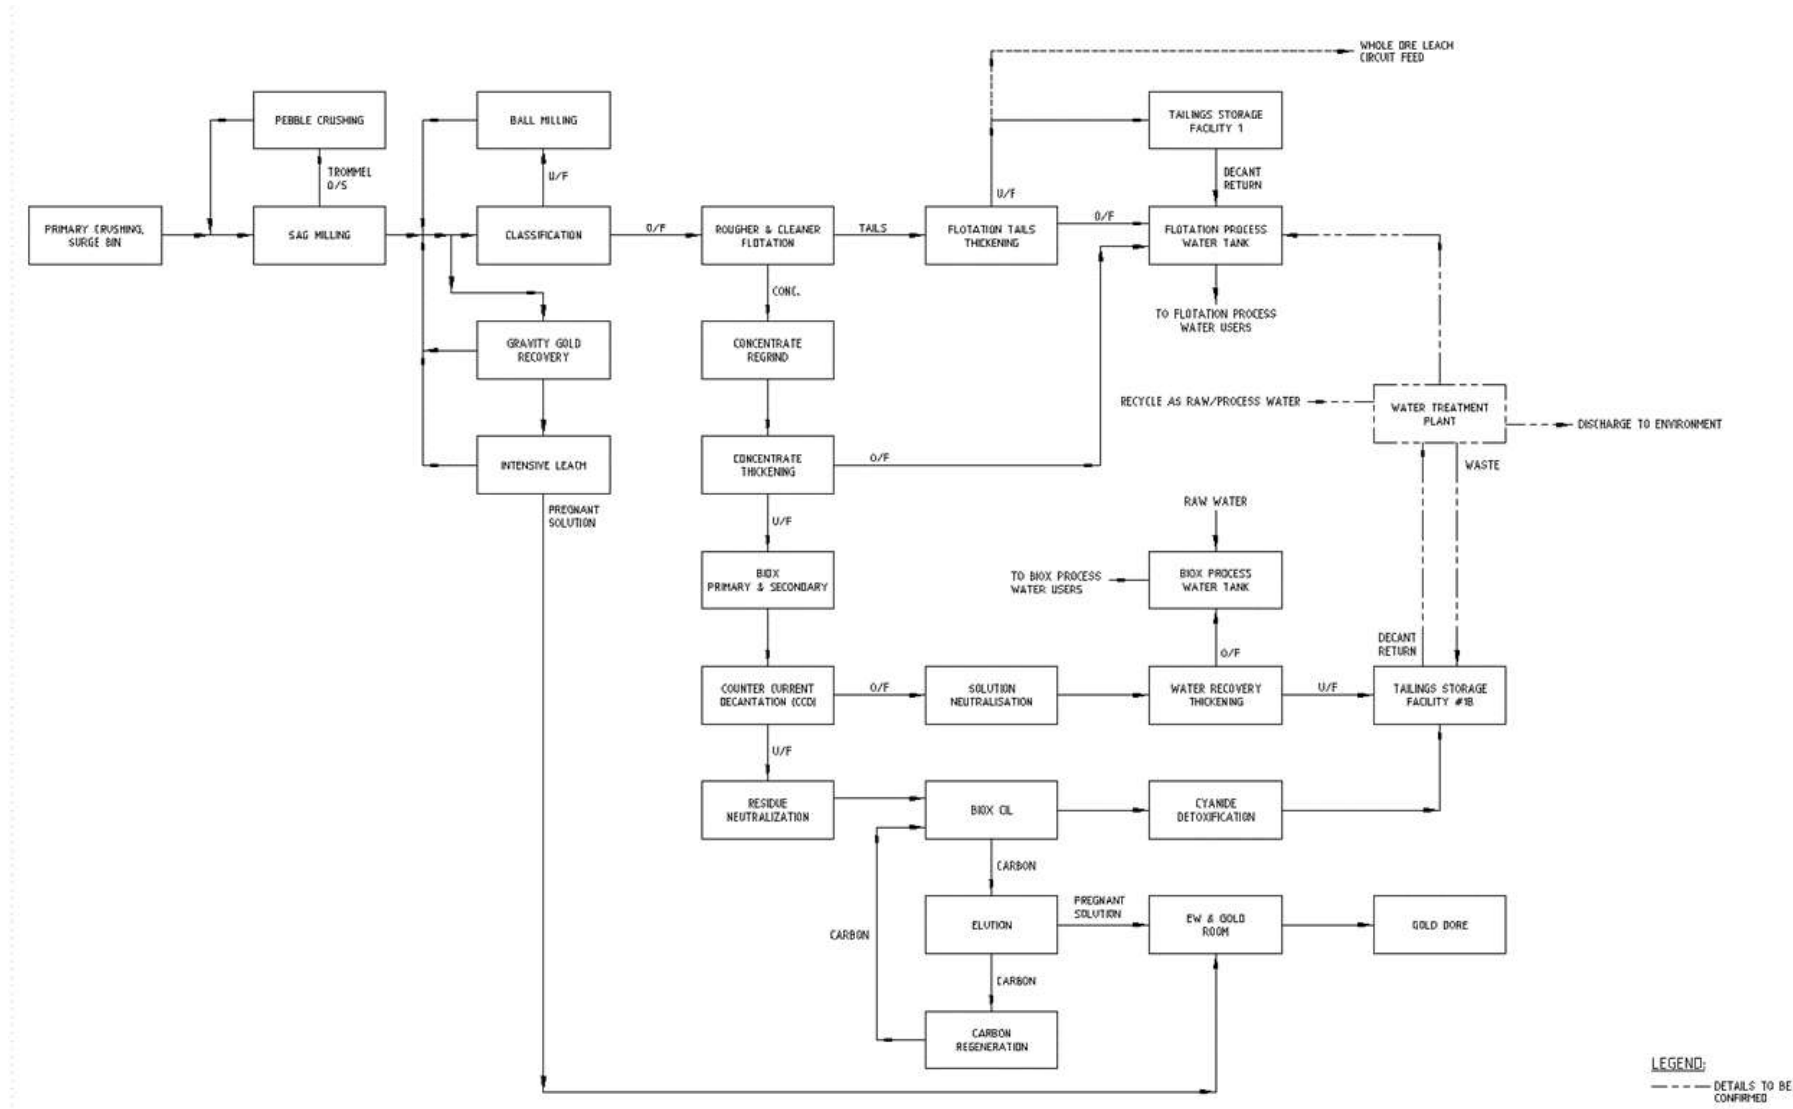 WHOLE ORE LEACH
CIRCUIT FEED
PEBBLE CRUSHING
BALL MILLING
TAILINGS STORAGE
FACILITY 1
TROMMEL
O/S
U/F
DECANT
RETURN
U/F
PRIMARY CRUSHING,
SURGE BIN
SAG MILLING
CLASSIFICATION
O/F
ROUGHER & CLEANER
FLOTATION
TAILS
FLOTATION TAILS
THICKENING
O/F
FLOTATION PROCESS
WATER TANK
CONC.
TO FLOTATION PROCESS
WATER USERS
GRAVITY GOLD
RECOVERY
CONCENTRATE
REGRIND
RECYCLE AS RAW/PROCESS WATER
WATER TREATMENT
PLANT
DISCHARGE TO ENVIRONMENT
INTENSIVE LEACH
CONCENTRATE
THICKENING
O/F
WASTE
PREGNANT
SOLUTION
U/F
RAW WATER
BIOX
PRIMARY & SECONDARY
TO BIOX PROCESS
WATER USERS
BIOX PROCESS
WATER TANK
DECANT
RETURN
O/F
COUNTER CURRENT
DECANTATION (CCD)
O/F
SOLUTION
NEUTRALISATION
WATER RECOVERY
THICKENING
U/F
TAILINGS STORAGE
FACILITY #1B
U/F
RESIDUE
NEUTRALIZATION
BIOX CIL
CYANIDE
DETOXIFICATION
CARBON
PREGNANT
SOLUTION
CARBON
ELUTION
EW & GOLD
ROOM
GOLD DORE
CARBON
CARBON
REGENERATION
LEGEND:
DETAILS TO BE
CONFIRMED